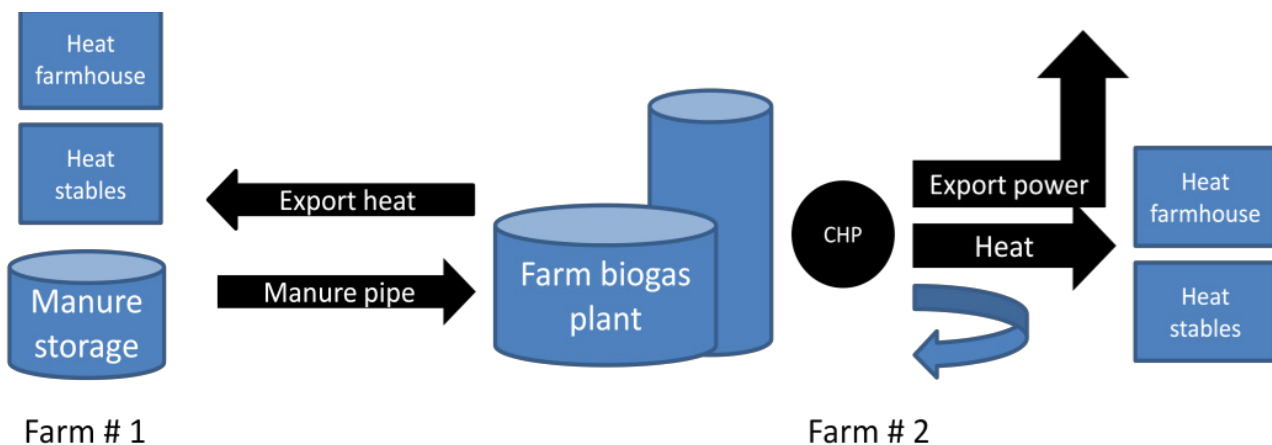 Heat
farmhouse
Heat
stables
Manure
storage
Export heat
Manure pipe
Farm biogas
plant
CHP
Export power
Heat
Heat
farmhouse
Heat
stables
Farm # 1
Farm # 2